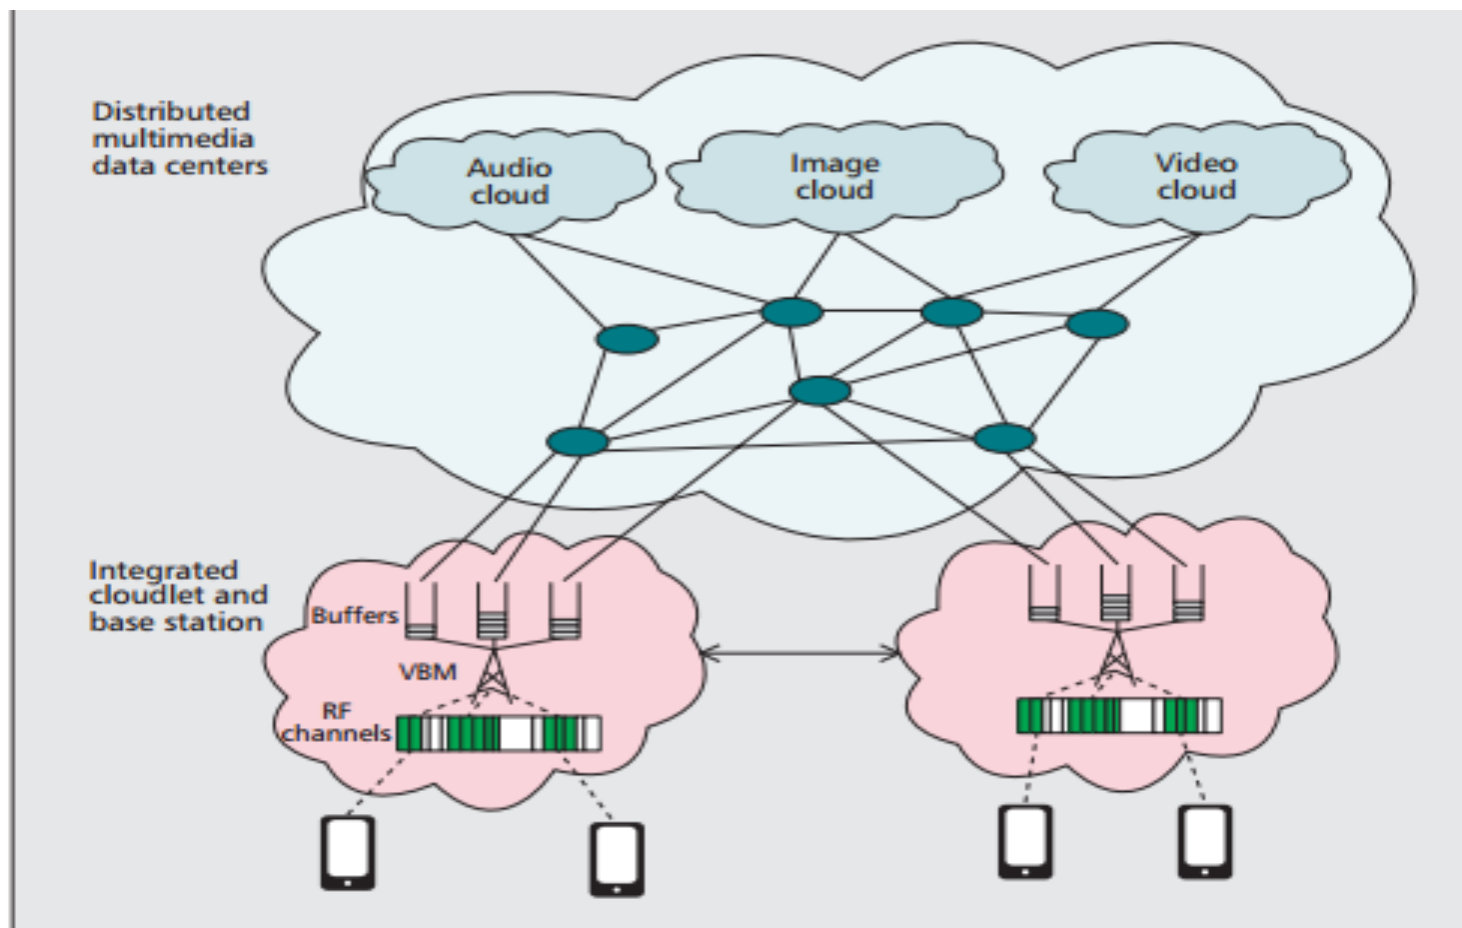 Distributed
multimedia
data centers
Audio
cloud
Image
cloud
Video
cloud
Integrated
cloudlet and
base station
Buffers
VBM
RF
channels